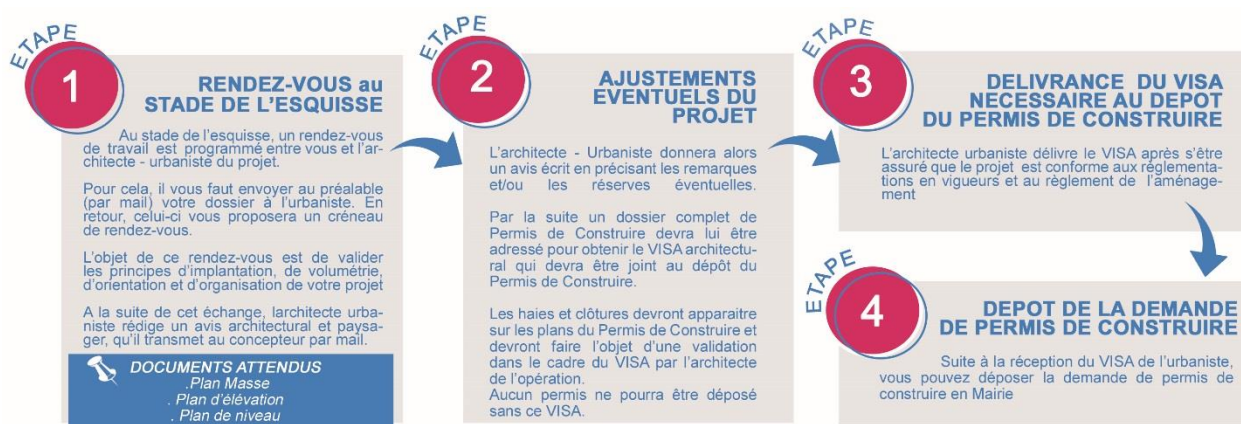 ETAPE
1
RENDEZ-VOUS au
STADE DE L'ESQUISSE
Au stade de l'esquisse, un rendez-vous
de travail est programmé entre vous et l'ar-
chitecte - urbaniste du projet.
Pour cela, il vous faut envoyer au préalable
(par mail) votre dossier à l'urbaniste. En
retour, celui-ci vous proposera un créneau
de rendez-vous.
L'objet de ce rendez-vous est de valider
les principes d'implantation, de volumétrie,
d'orientation et d'organisation de votre projet
A la suite de cet échange, larchitecte urba-
niste rédige un avis architectural et paysa-
ger, qu'il transmet au concepteur par mail.
DOCUMENTS ATTENDUS
.Plan Masse
. Plan d'élévation
. Plan de niveau
ETAPE
2
AJUSTEMENTS
EVENTUELS DU
PROJET
L'architecte - Urbaniste donnera alors
un avis écrit en précisant les remarques
et/ou les réserves éventuelles.
Par la suite un dossier complet de
Permis de Construire devra lui être
adressé pour obtenir le VISA architectu-
ral qui devra être joint au dépôt du
Permis de Construire.
Les haies et clôtures devront apparaitre
sur les plans du Permis de Construire et
devront faire l'objet d'une validation
dans le cadre du VISA par l'architecte
de l'opération.
Aucun permis ne pourra être déposé
sans ce VISA.
ETAPE
3
DELIVRANCE DU VISA
NECESSAIRE AU DEPOT
DU PERMIS DE CONSTRUIRE
L'architecte urbaniste délivre le VISA après s'être
assuré que le projet est conforme aux réglementa-
tions en vigueurs et au règlement de l'aménage-
ment
ETAPE
4
DEPOT DE LA DEMANDE
DE PERMIS DE CONSTRUIRE
Suite à la réception du VISA de l'urbaniste,
vous pouvez déposer la demande de permis de
construire en Mairie